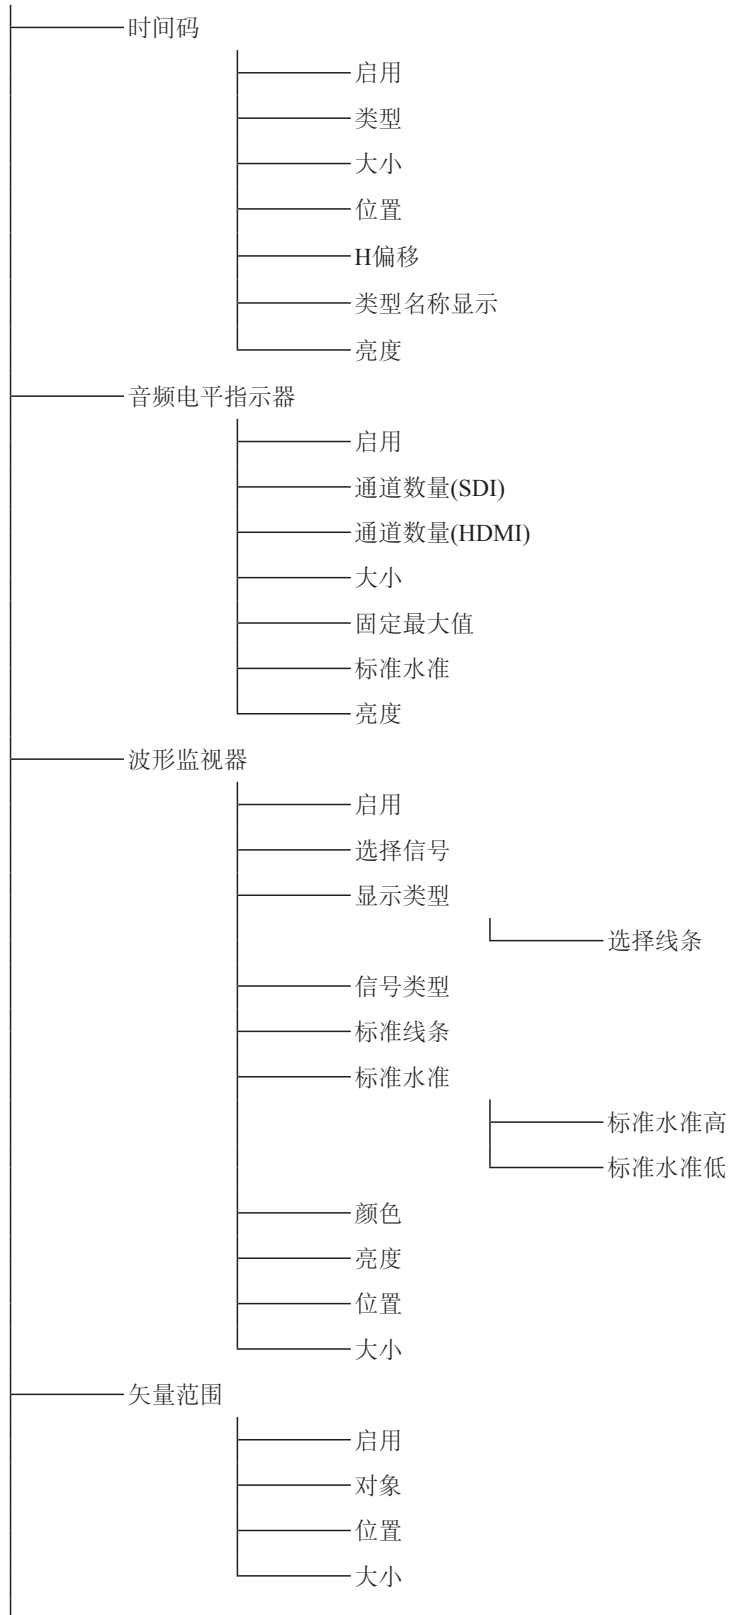 时间码
启用
类型
大小
位置
H偏移
类型名称显示
亮度
音频电平指示器
启用
通道数量(SDI)
通道数量(HDMI)
大小
固定最大值
标准水准
亮度
波形监视器
启用
选择信号
显示类型
选择线条
信号类型
标准线条
标准水准
标准水准高
标准水准低
颜色
亮度
位置
大小
矢量范围
启用
对象
位置
大小